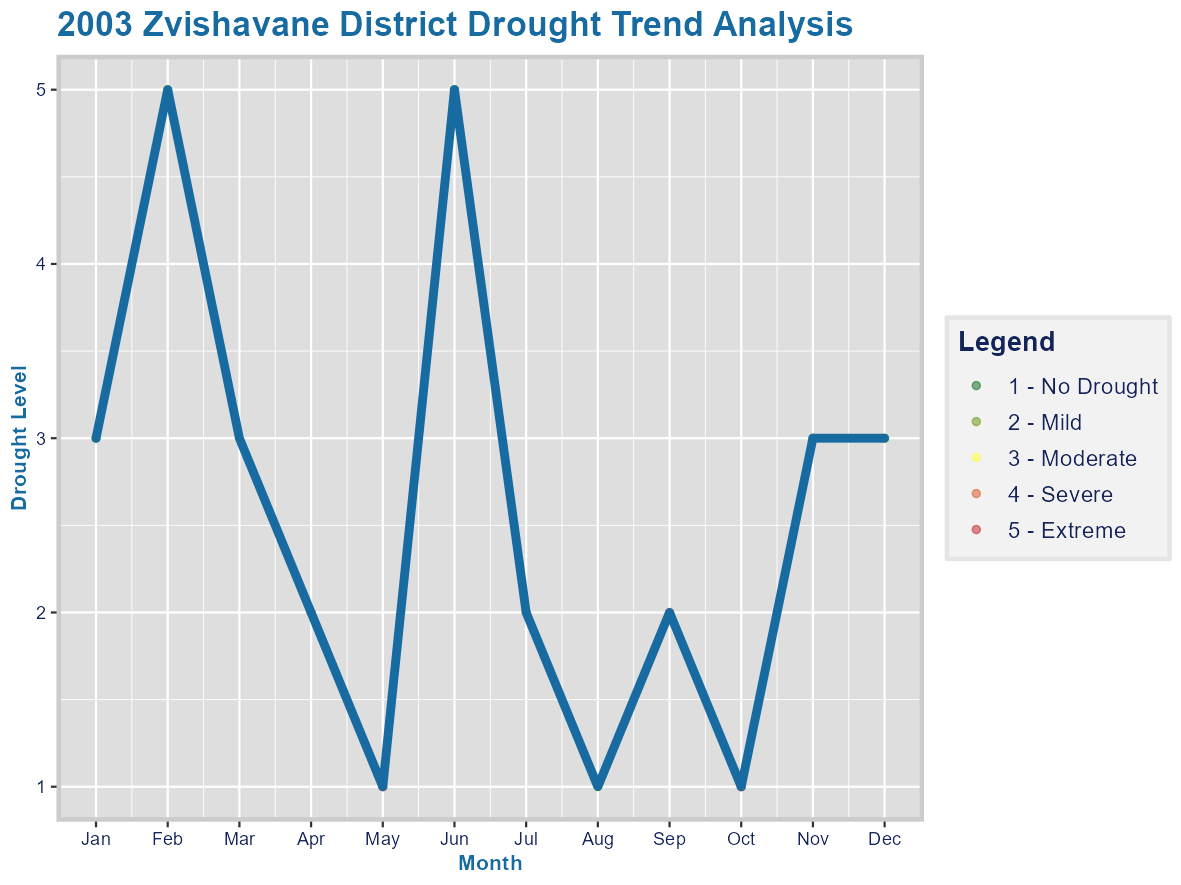 2003 Zvishavane District Drought Trend Analysis
5
4
3
2
1
Drought Level
Jan Feb Mar Apr May Jun Jul Aug Sep Oct Nov Dec
Month
Legend
1 - No Drought
2 - Mild
3 - Moderate
4 - Severe
5 - Extreme